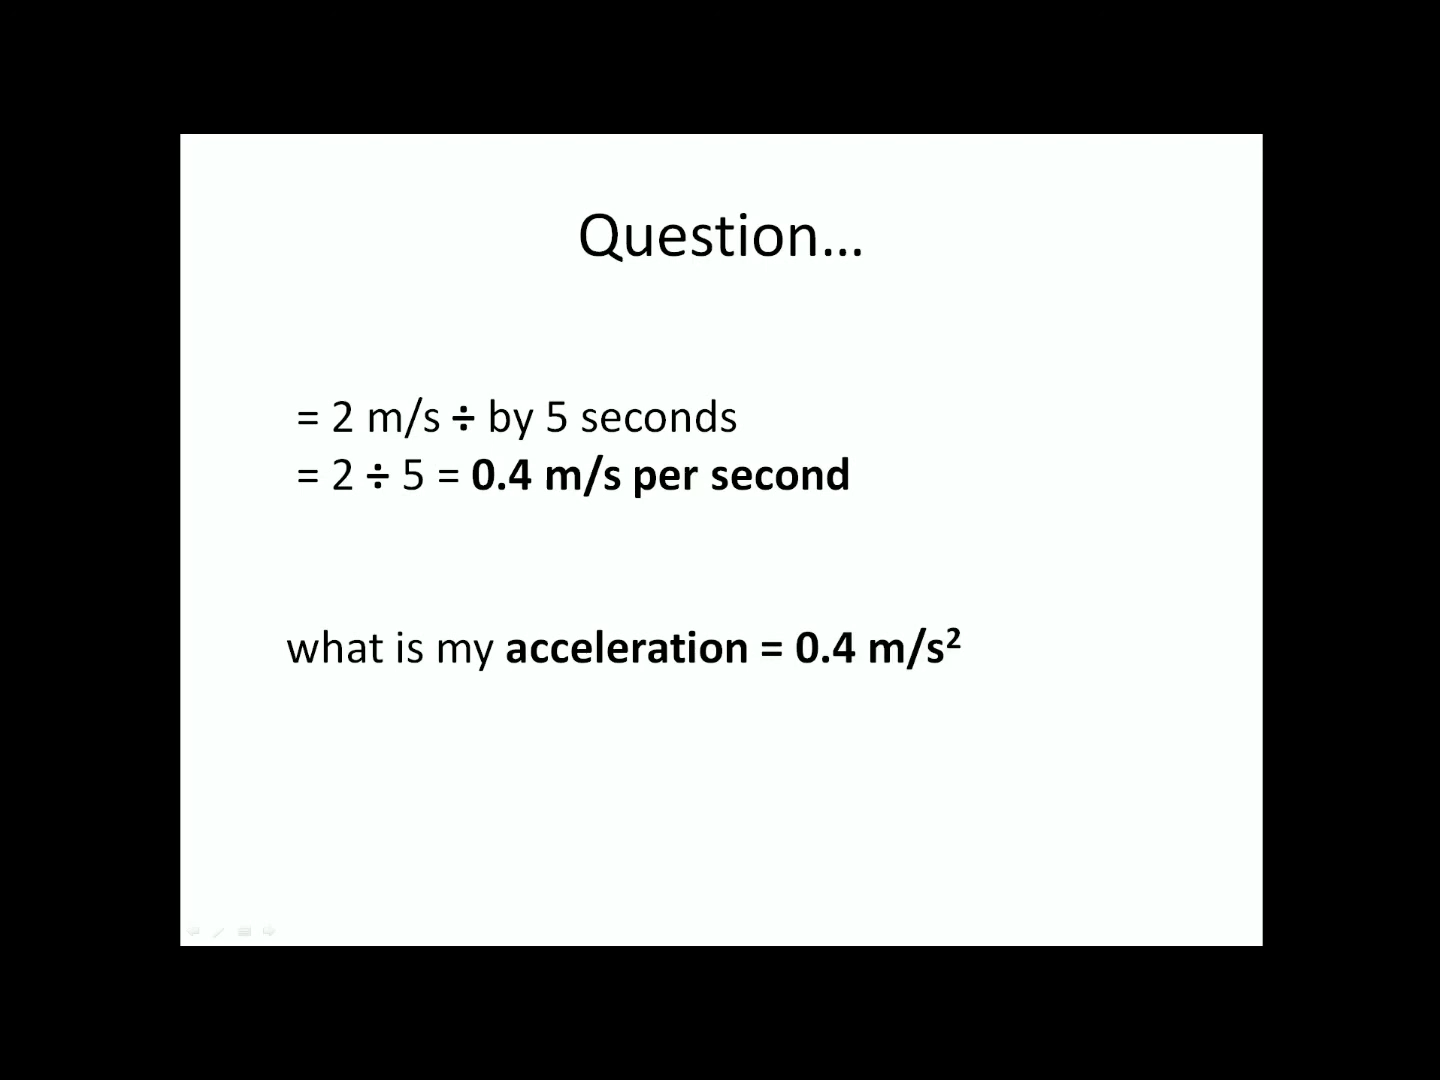 Question...
= 2 m/s ÷ by 5 seconds
= 2 ÷ 5 = 0.4 m/s per second
what is my acceleration = 0.4 m/s²